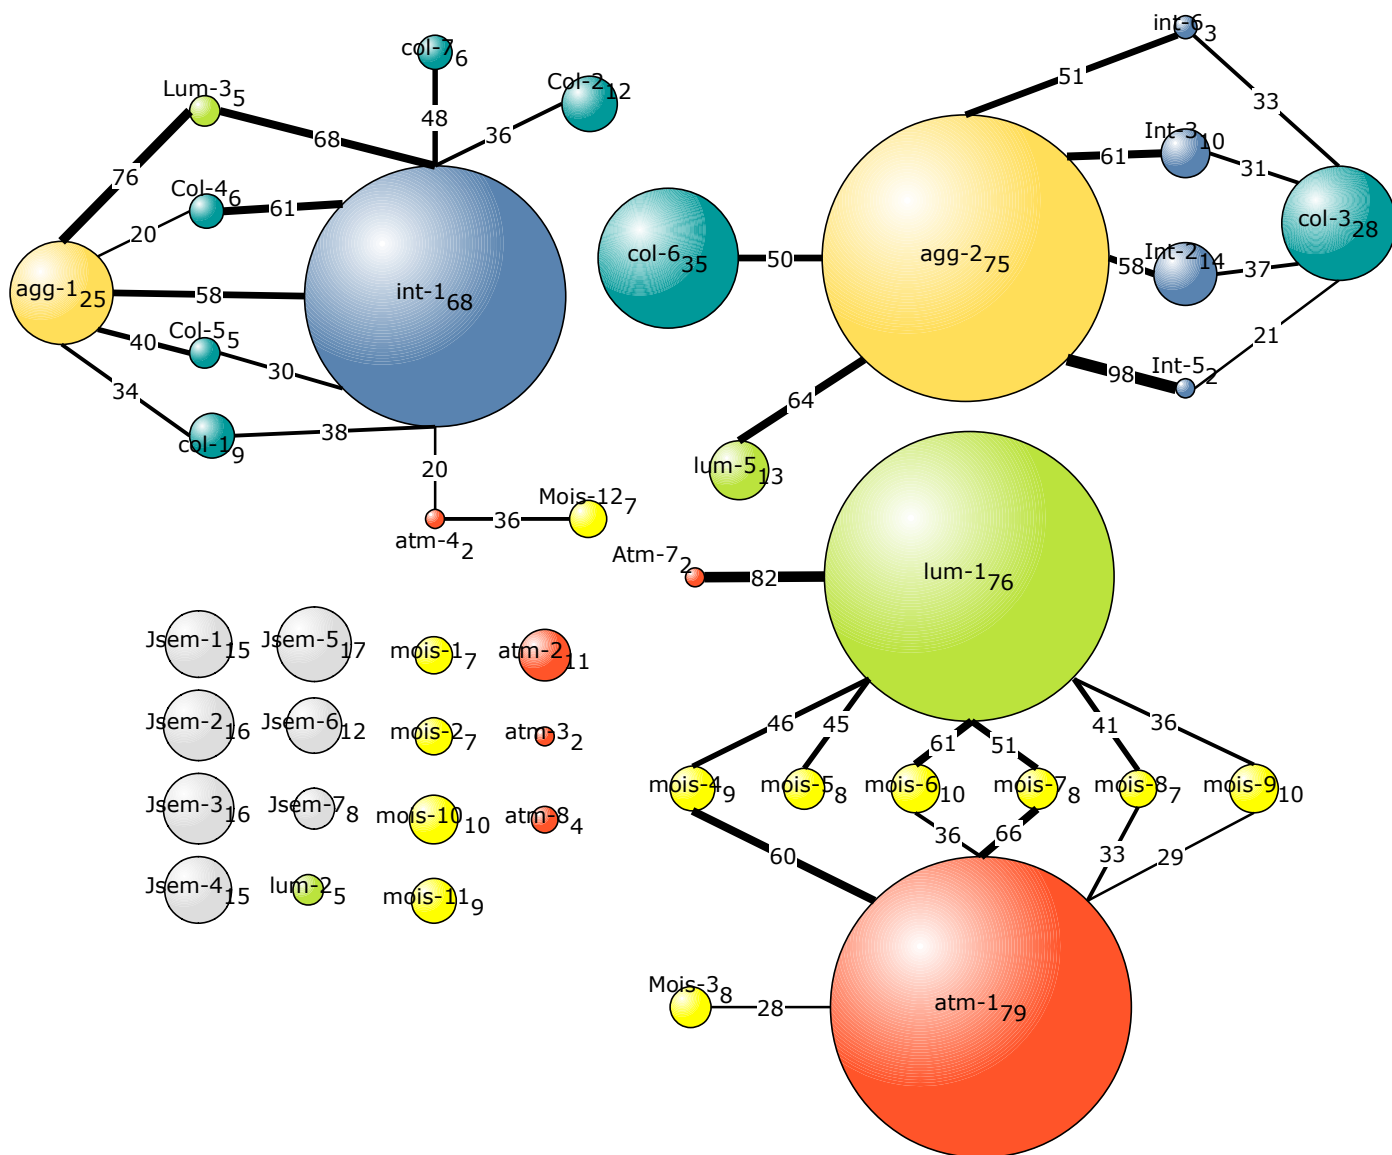 int-6 3
col-7 6
51
Col-2 12
Lum-3 5
33
48
Int-3 10
68
36
61
31
76
Col-4 6
61
col-3 28
20
col-6 35
50
agg-2 75
Int-2 14
58
37
agg-1 25
58
int-1 68
Col-5 5
21
40
30
Int-5 2
98
34
64
38
col-1 9
20
lum-5 13
Mois-12 7
36
atm-4 2
Atm-7 2
82
lum-1 76
Jsem-1 15
Jsem-5 17
mois-1 7
atm-2 11
46
45
41
36
Jsem-2 16
Jsem-6 12
mois-2 7
atm-3 2
61
51
mois-4 9
mois-5 8
mois-6 10
mois-7 8
mois-8 7
mois-9 10
Jsem-3 16
Jsem-7 8
mois-10 10
atm-8 4
36
66
60
33
29
Jsem-4 15
lum-2 5
mois-11 9
Mois-3 8
28
atm-1 79